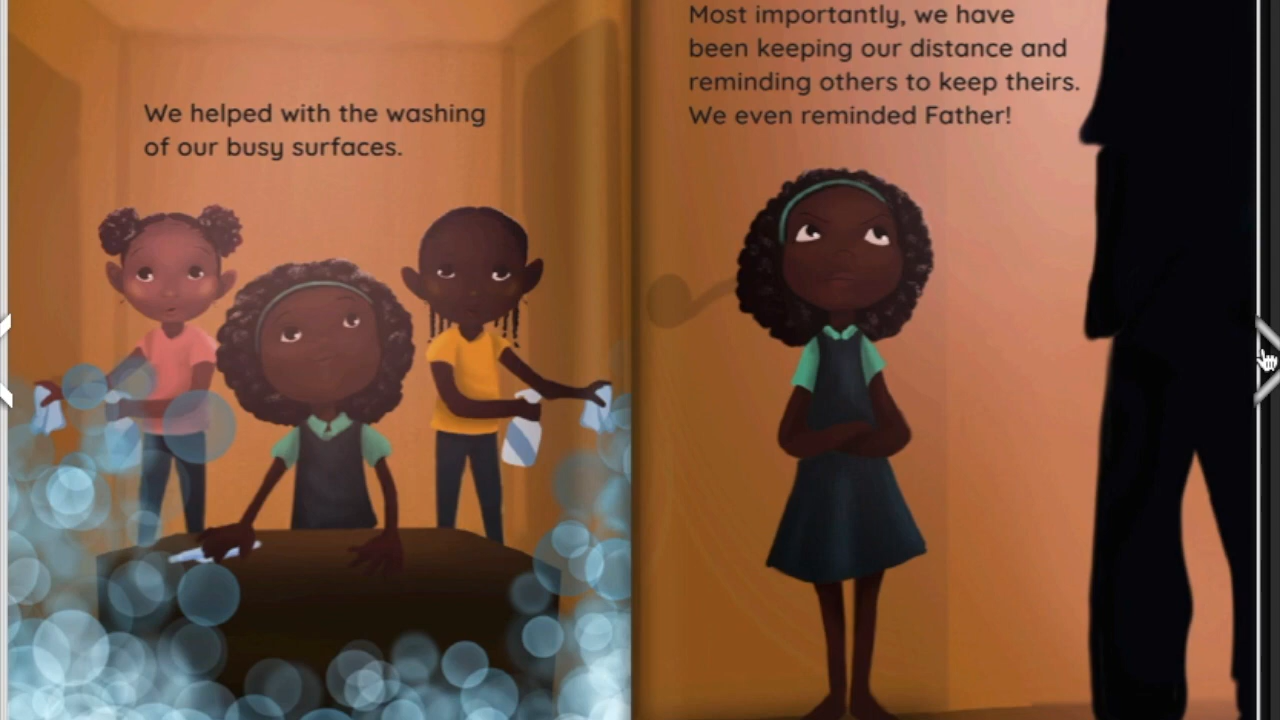 We helped with the washing
of our busy surfaces.
Most importantly, we have
been keeping our distance and
reminding others to keep theirs.
We even reminded Father!